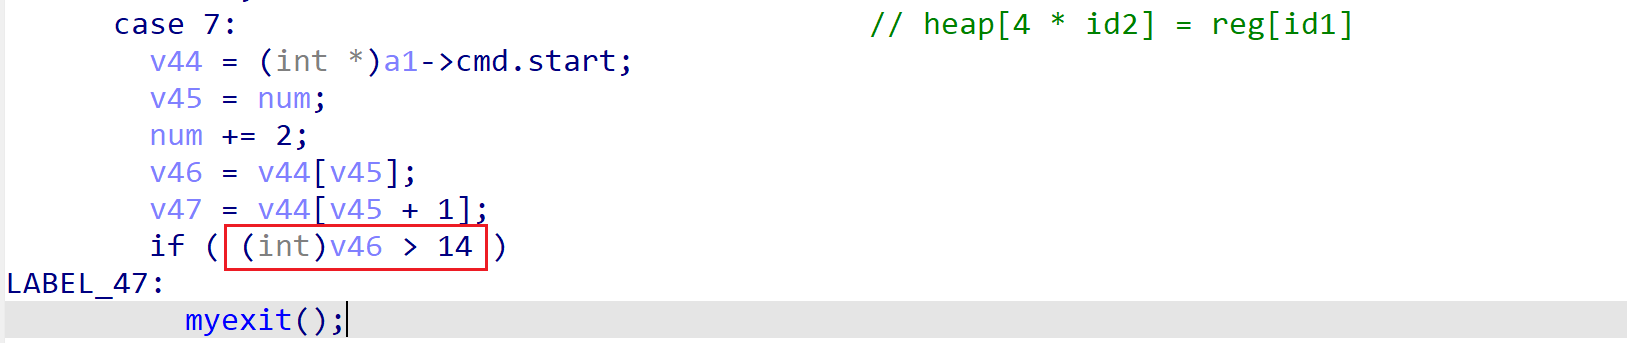 case 7: // heap[4 * id2] = reg[id1]
v44 = (int *)a1->cmd.start;
v45 = num;
num += 2;
v46 = v44[v45];
v47 = v44[v45 + 1];
if ( (int)v46 > 14 )
LABEL_47:
myexit();